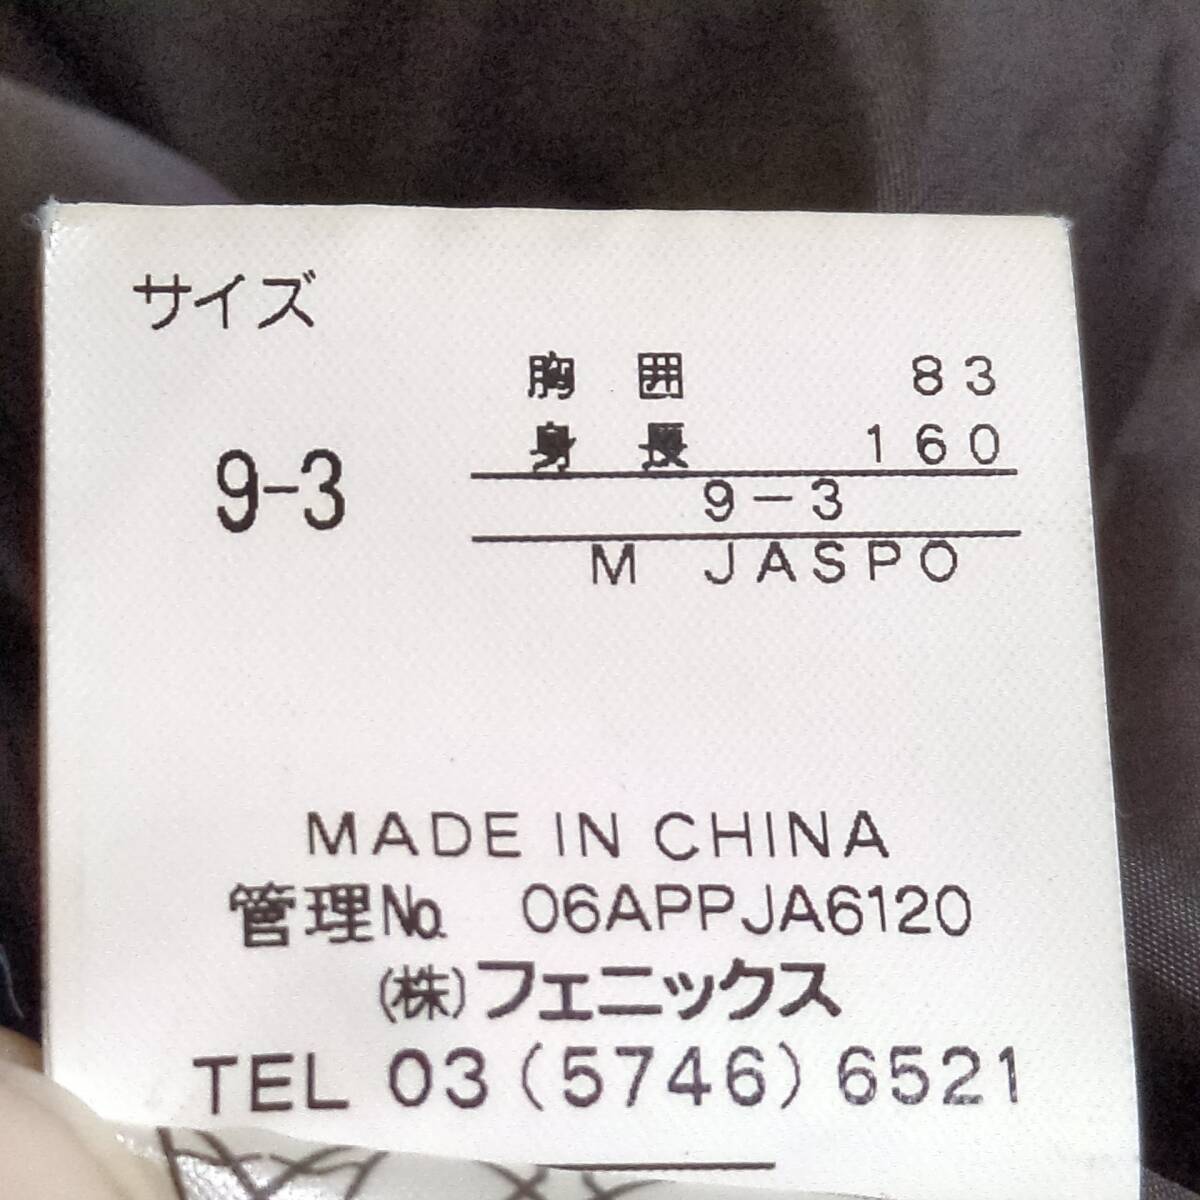 サイズ
胸囲 83
身長 160
9-3
9-3
M JASPO
MADE IN CHINA
管理No. 06APPJA6120
(株)フェニックス
TEL 03(5746)6521